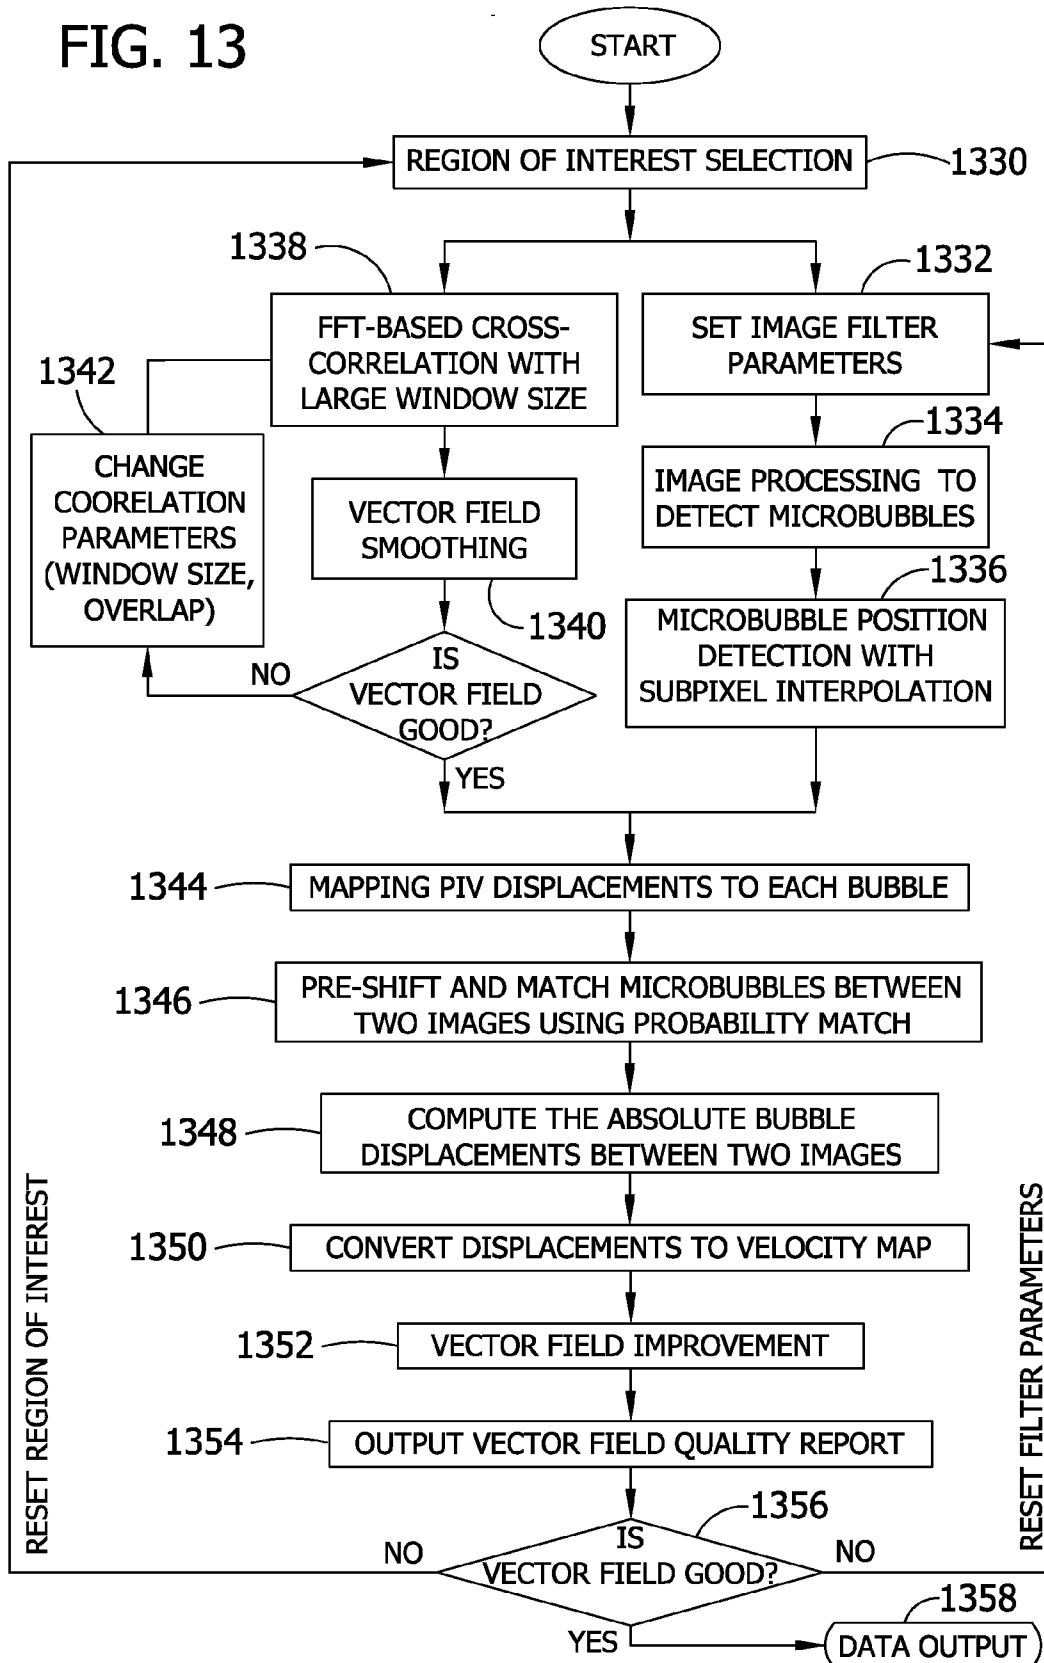 FIG. 13
START
REGION OF INTEREST SELECTION
1330
1338
1332
FFT-BASED CROSS-
CORRELATION WITH
LARGE WINDOW SIZE
SET IMAGE FILTER
PARAMETERS
1342
1334
CHANGE
COORELATION
PARAMETERS
(WINDOW SIZE,
OVERLAP)
VECTOR FIELD
SMOOTHING
1340
IMAGE PROCESSING TO
DETECT MICROBUBBLES
1336
MICROBUBBLE POSITION
DETECTION WITH
SUBPIXEL INTERPOLATION
IS
VECTOR FIELD
GOOD?
NO
YES
1344
MAPPING PIV DISPLACEMENTS TO EACH BUBBLE
1346
PRE-SHIFT AND MATCH MICROBUBBLES BETWEEN
TWO IMAGES USING PROBABILITY MATCH
1348
COMPUTE THE ABSOLUTE BUBBLE
DISPLACEMENTS BETWEEN TWO IMAGES
1350
CONVERT DISPLACEMENTS TO VELOCITY MAP
1352
VECTOR FIELD IMPROVEMENT
1354
OUTPUT VECTOR FIELD QUALITY REPORT
RESET REGION OF INTEREST
RESET FILTER PARAMETERS
1356
IS
VECTOR FIELD GOOD?
NO
NO
YES
1358
DATA OUTPUT